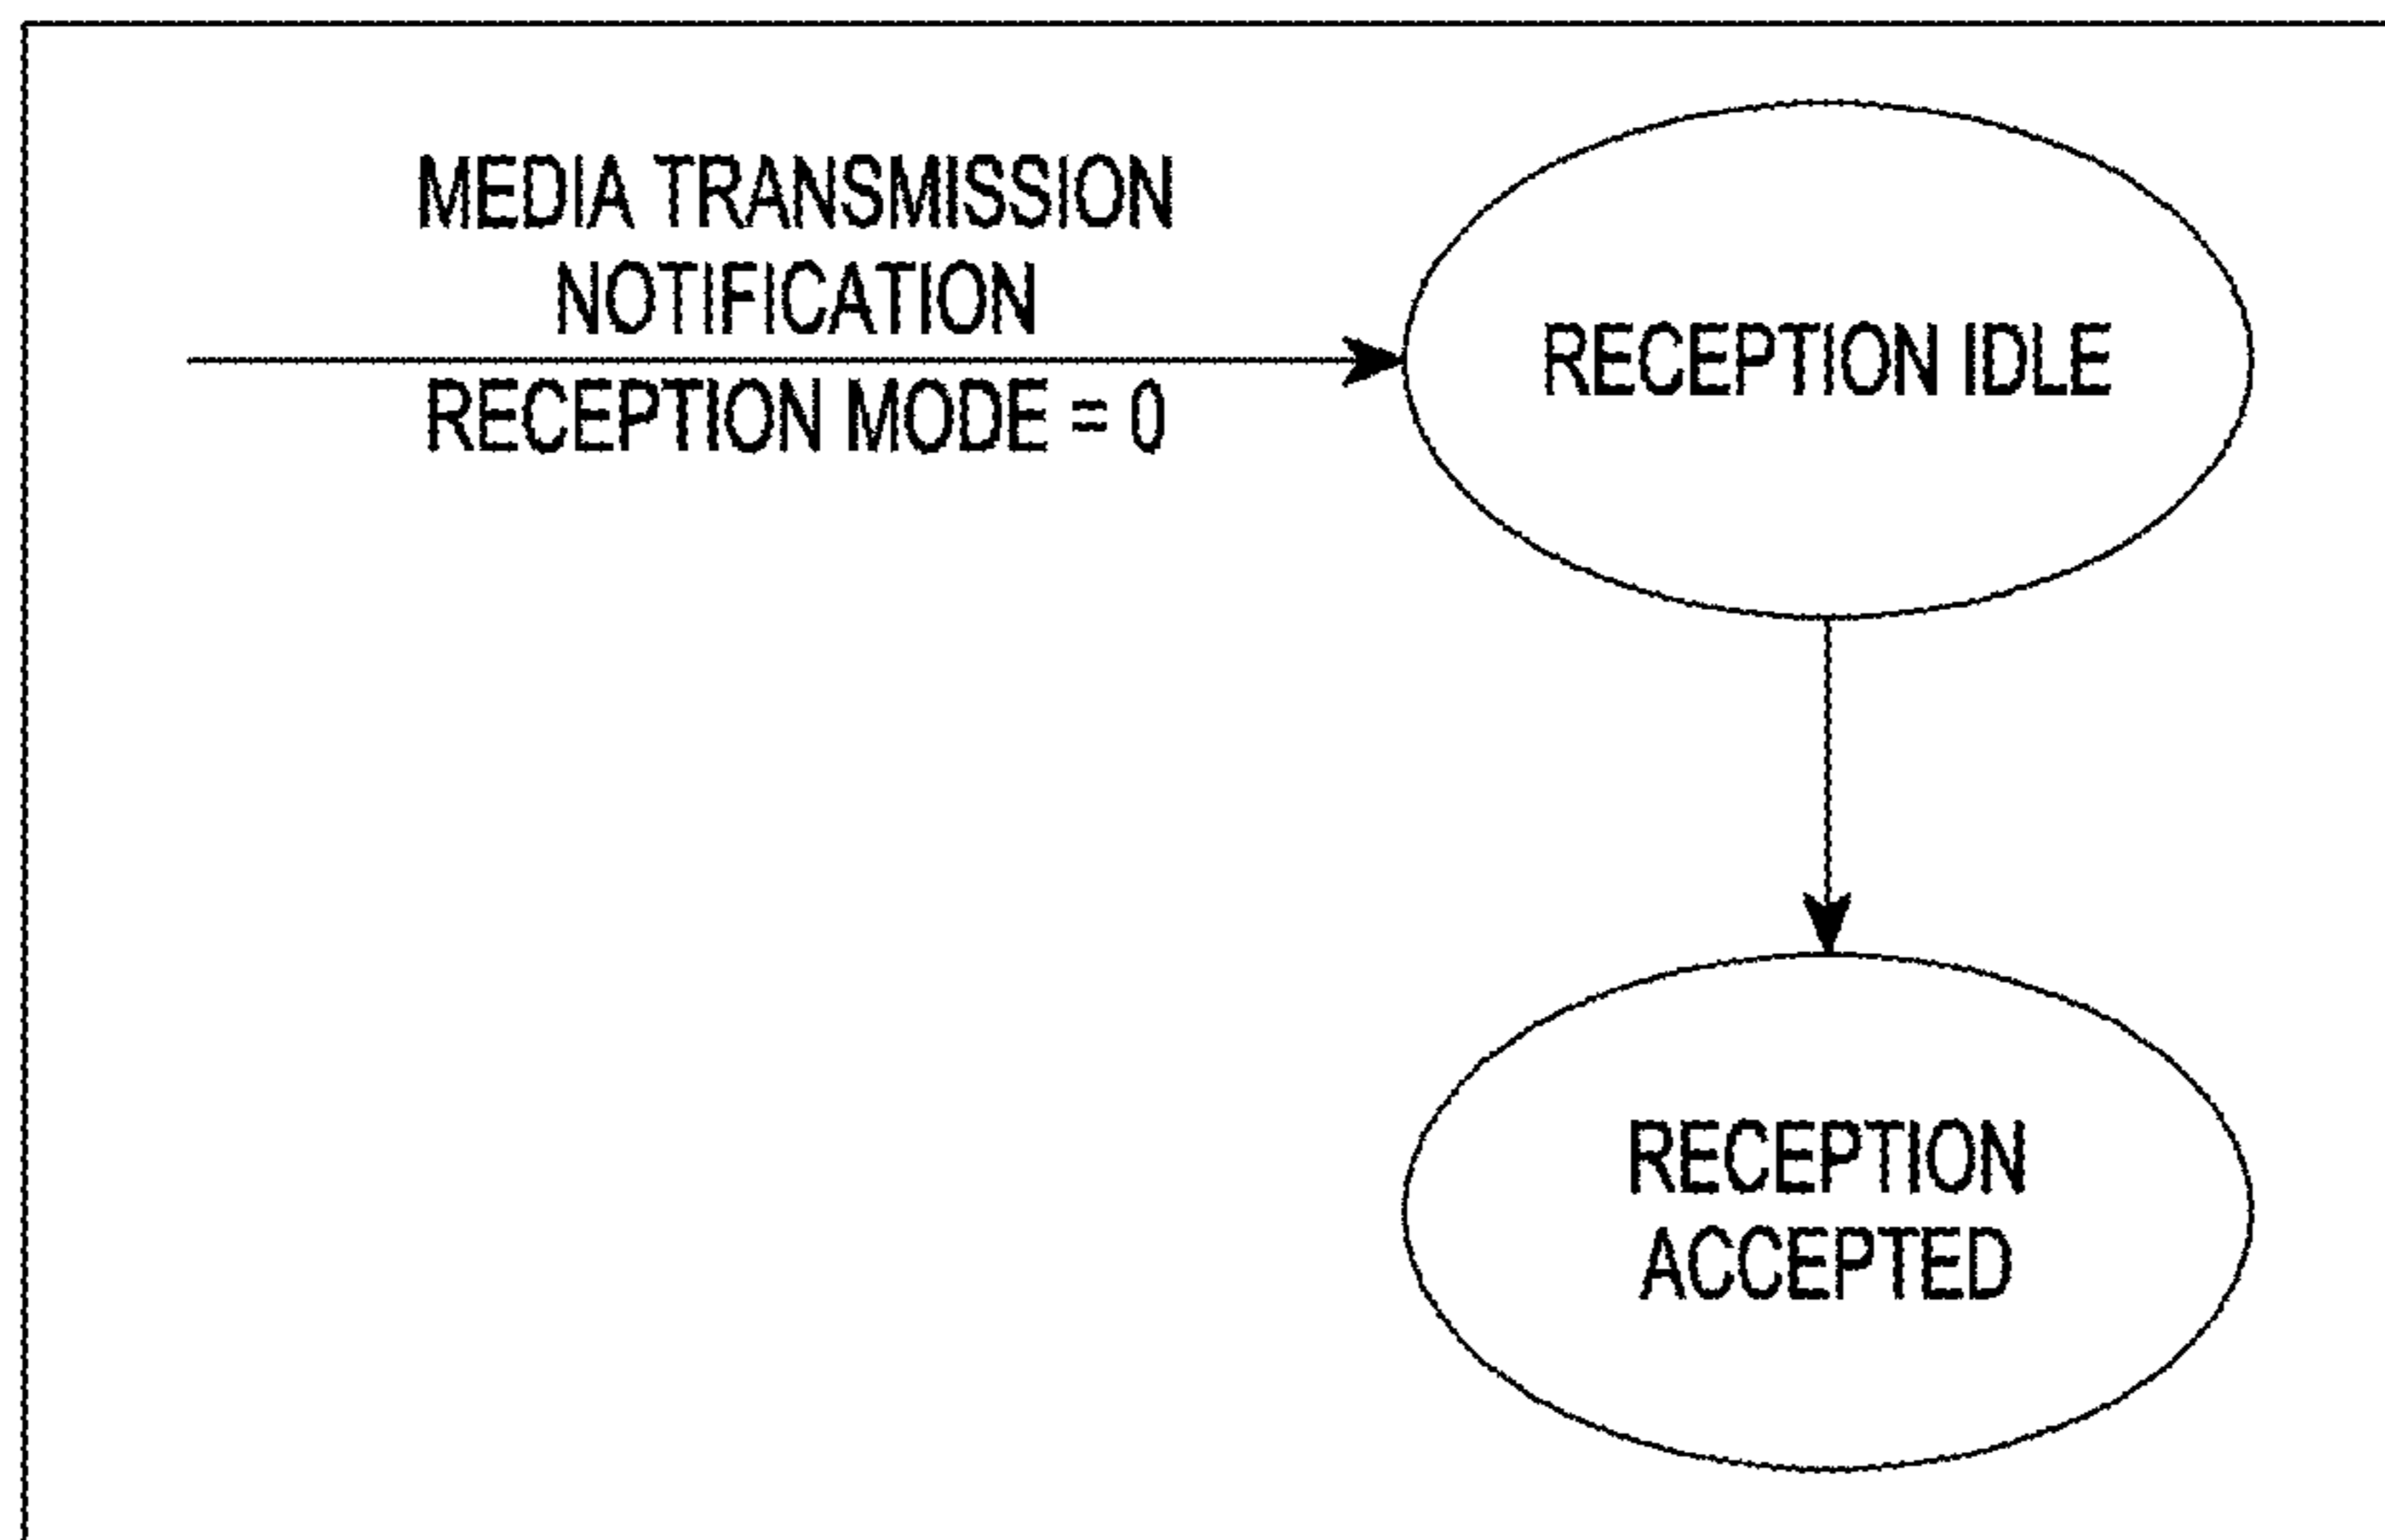 MEDIA TRANSMISSION
NOTIFICATION
RECEPTION MODE = 0
RECEPTION IDLE
RECEPTION
ACCEPTED